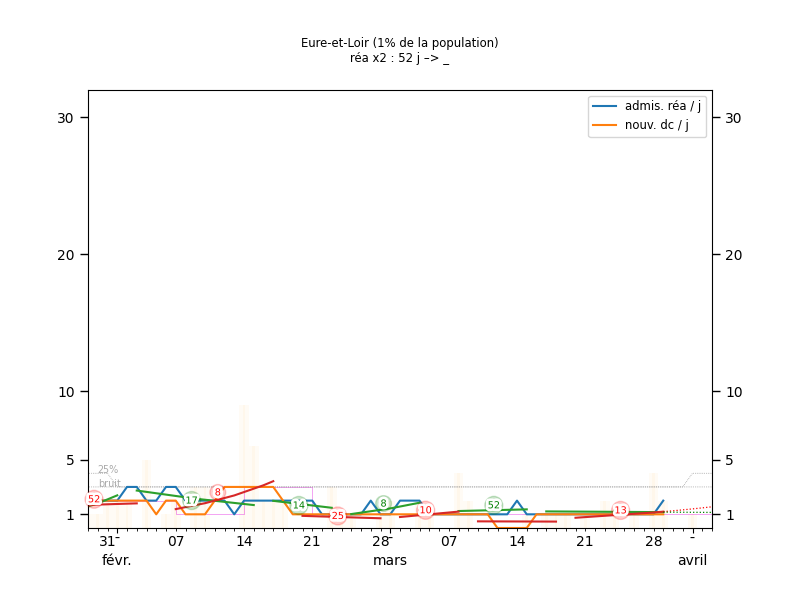 Eure-et-Loir (1% de la population)
réa x2 : 52 j –> _
admis. réa / j
nouv. dc / j
30 30
20 20
10 10
5 5
1 1
25%
bruit
52 17 8 14 25 8 10 52 13
31 - 07 14 21 28 - 07 14 21 28 -
févr. mars avril